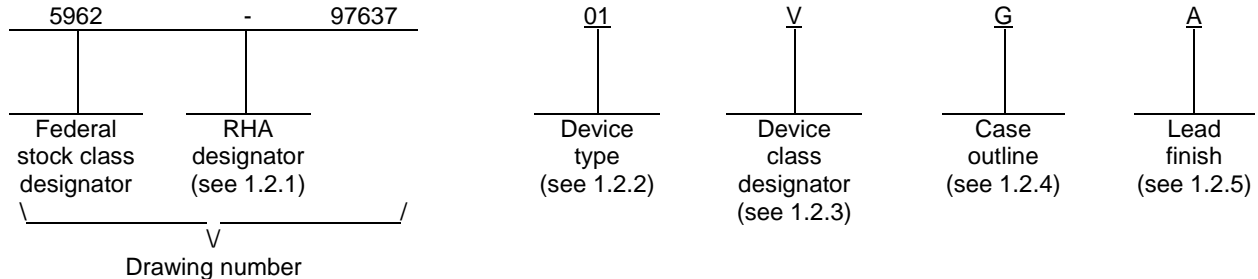 5962 - 97637 01 V G A
Federal stock class designator
RHA designator (see 1.2.1)
Device type (see 1.2.2)
Device class designator (see 1.2.3)
Case outline (see 1.2.4)
Lead finish (see 1.2.5)
Drawing number